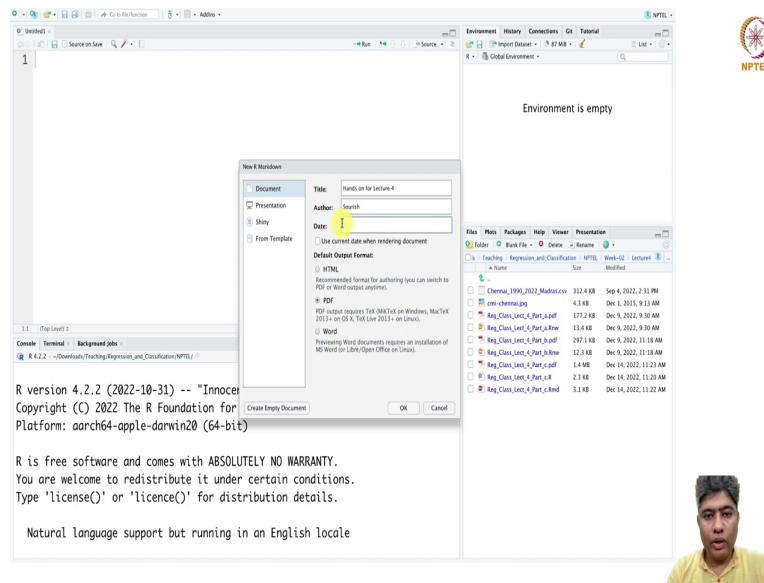 Go to file/function
Addins
NPTEL
Untitled1
Source on Save
Run
Source
1
1:1 (Top Level)
Console Terminal Background Jobs
R 4.2.2 · ~/Downloads/Teaching/Regression_and_Classification/NPTEL/
R version 4.2.2 (2022-10-31) -- "Innocen
Copyright (C) 2022 The R Foundation for
Platform: aarch64-apple-darwin20 (64-bit)
R is free software and comes with ABSOLUTELY NO WARRANTY.
You are welcome to redistribute it under certain conditions.
Type 'license()' or 'licence()' for distribution details.
Natural language support but running in an English locale
New R Markdown
Document
Presentation
Shiny
From Template
Title: Hands on for Lecture 4
Author: Sourish
Date:
Use current date when rendering document
Default Output Format:
HTML
Recommended format for authoring (you can switch to
PDF or Word output anytime).
PDF
PDF output requires TeX (MiKTeX on Windows, MacTeX
2013+ on OS X, TeX Live 2013+ on Linux).
Word
Previewing Word documents requires an installation of
MS Word (or Libre/Open Office on Linux).
Create Empty Document
OK
Cancel
Environment History Connections Git Tutorial
Import Dataset 87 MiB List
R Global Environment
Environment is empty
Files Plots Packages Help Viewer Presentation
Folder Blank File Delete Rename
Teaching Regression_and_Classification NPTEL Week-02 Lecture4
Name Size Modified
..
Chennai_1990_2022_Madras.csv 312.4 KB Sep 4, 2022, 2:31 PM
cmi-chennai.jpg 4.3 KB Dec 1, 2015, 9:13 AM
Reg_Class_Lect_4_Part_a.pdf 177.2 KB Dec 9, 2022, 9:30 AM
Reg_Class_Lect_4_Part_a.Rnw 13.4 KB Dec 9, 2022, 9:30 AM
Reg_Class_Lect_4_Part_b.pdf 297.1 KB Dec 9, 2022, 11:18 AM
Reg_Class_Lect_4_Part_b.Rnw 12.3 KB Dec 9, 2022, 11:18 AM
Reg_Class_Lect_4_Part_c.pdf 1.4 MB Dec 14, 2022, 11:23 AM
Reg_Class_Lect_4_Part_c.R 2.3 KB Dec 14, 2022, 11:20 AM
Reg_Class_Lect_4_Part_c.Rmd 3.1 KB Dec 14, 2022, 11:22 AM
NPTE